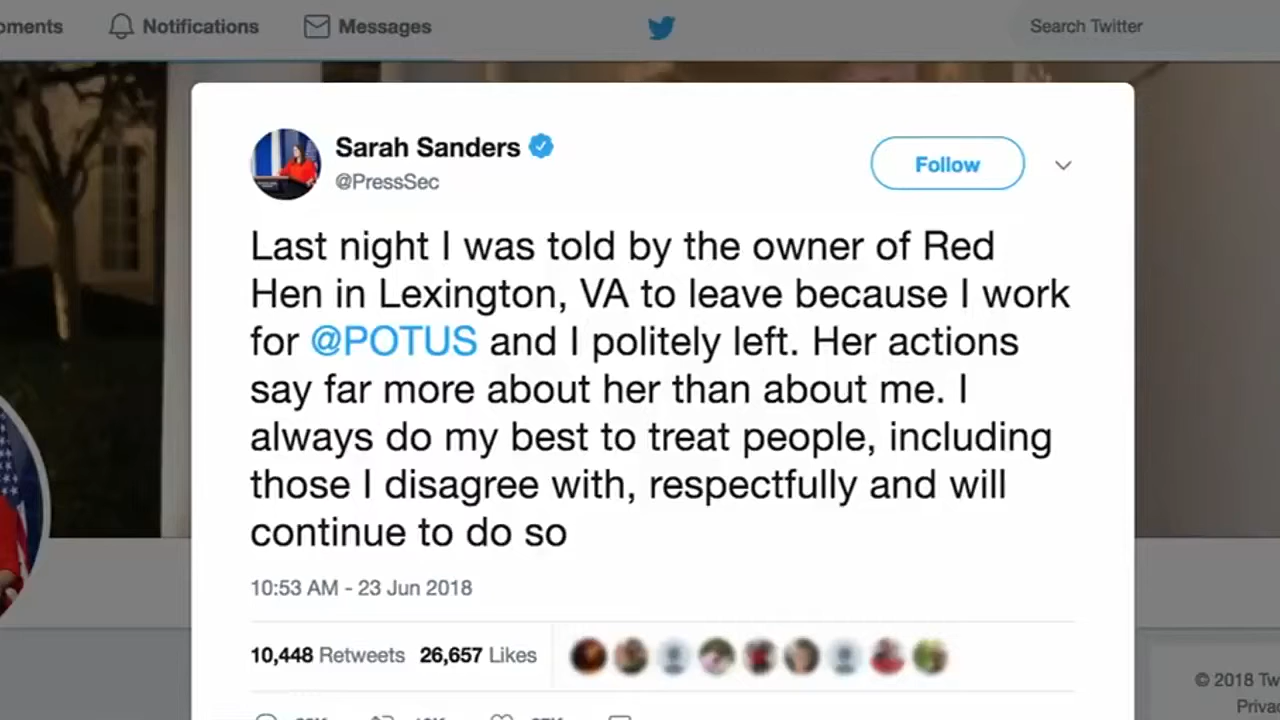 oments Notifications Messages Search Twitter
Sarah Sanders
@PressSec
Follow
Last night I was told by the owner of Red
Hen in Lexington, VA to leave because I work
for @POTUS and I politely left. Her actions
say far more about her than about me. I
always do my best to treat people, including
those I disagree with, respectfully and will
continue to do so
10:53 AM - 23 Jun 2018
10,448 Retweets 26,657 Likes
© 2018 Tw
Priva